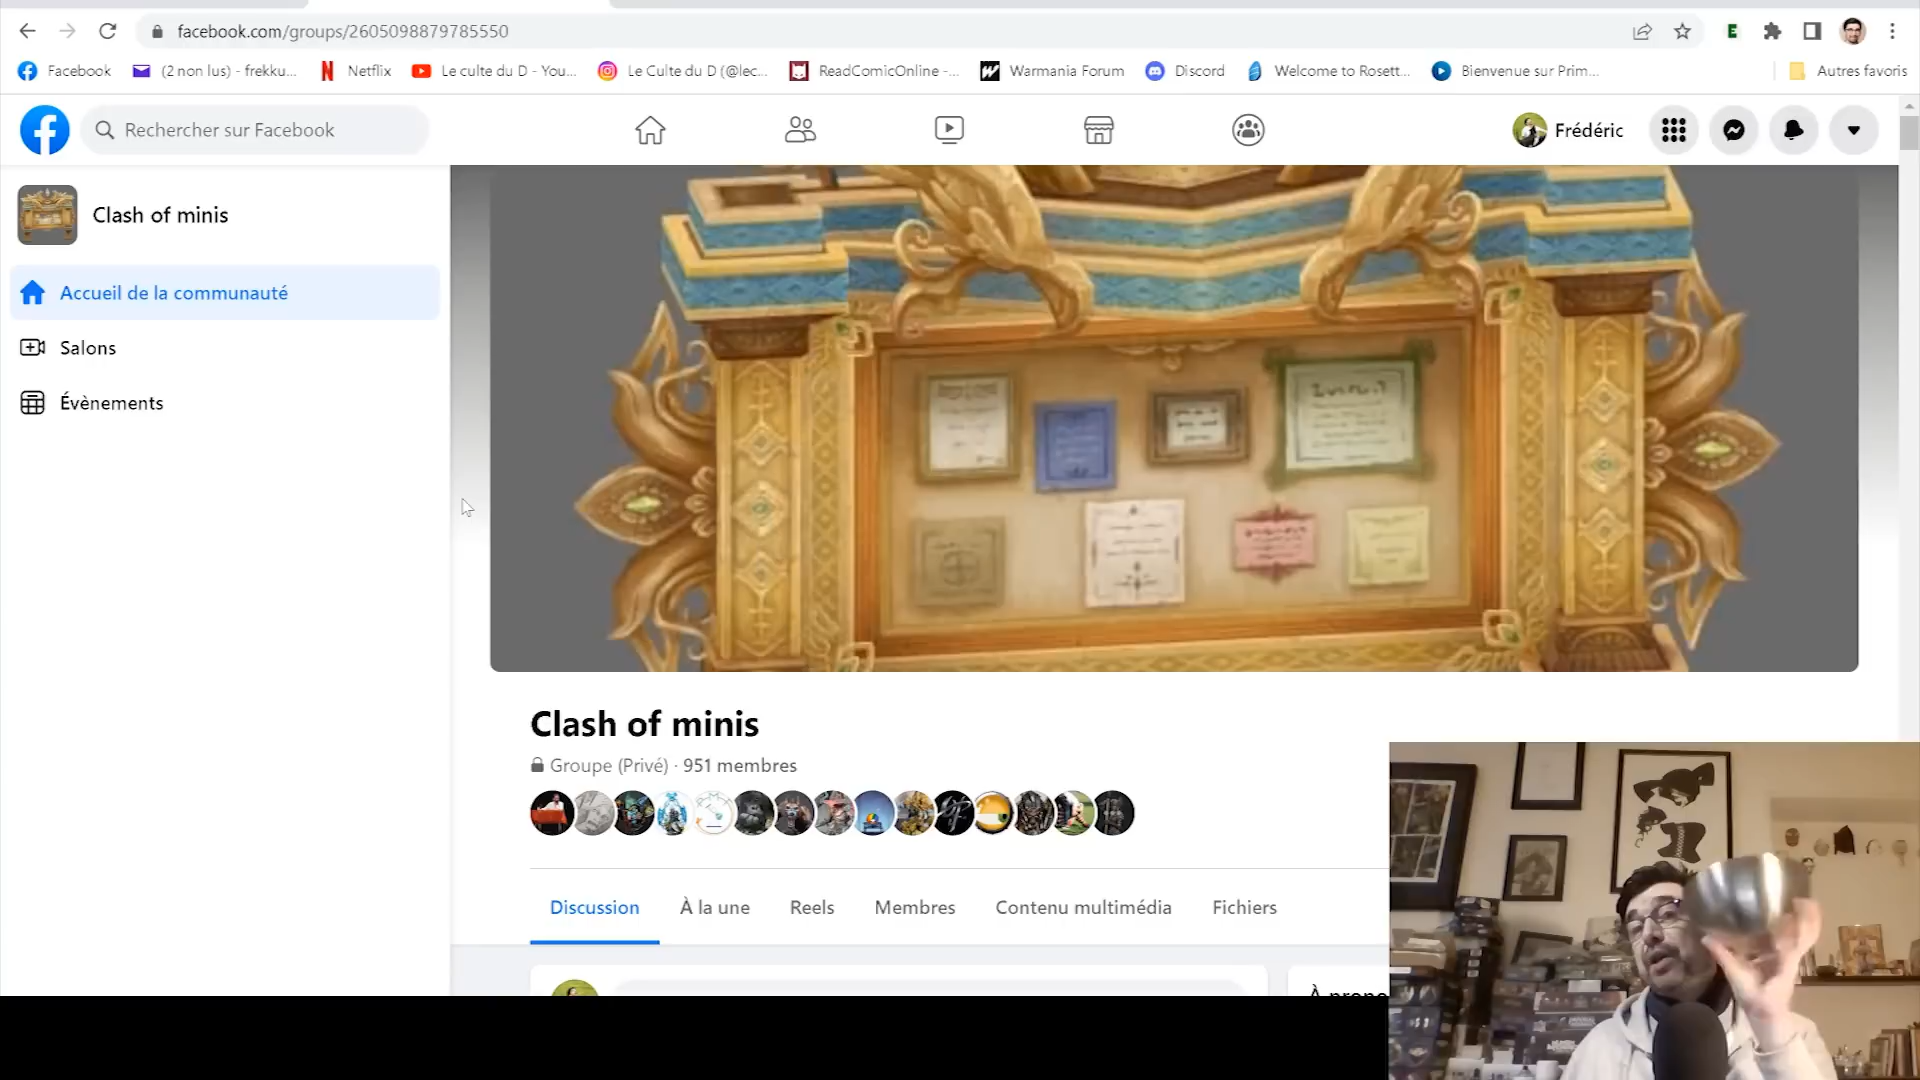 facebook.com/groups/2605098879785550
Facebook
(2 non lus) - frekku...
Netflix
Le culte du D - You...
Le Culte du D (@lec...
ReadComicOnline -...
Warmania Forum
Discord
Welcome to Rosett...
Bienvenue sur Prim...
Autres favoris
Rechercher sur Facebook
Frédéric
Clash of minis
Accueil de la communauté
Salons
Évènements
Clash of minis
Groupe (Privé) · 951 membres
Discussion
À la une
Reels
Membres
Contenu multimédia
Fichiers
À propo